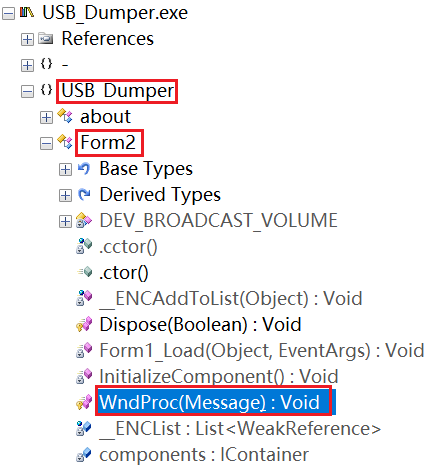 USB_Dumper.exe
References
{} -
{} USB_Dumper
about
Form2
Base Types
Derived Types
DEV_BROADCAST_VOLUME
.cctor()
.ctor()
__ENCAddToList(Object) : Void
Dispose(Boolean) : Void
Form1_Load(Object, EventArgs) : Void
InitializeComponent() : Void
WndProc(Message) : Void
__ENCList : List<WeakReference>
components : IContainer